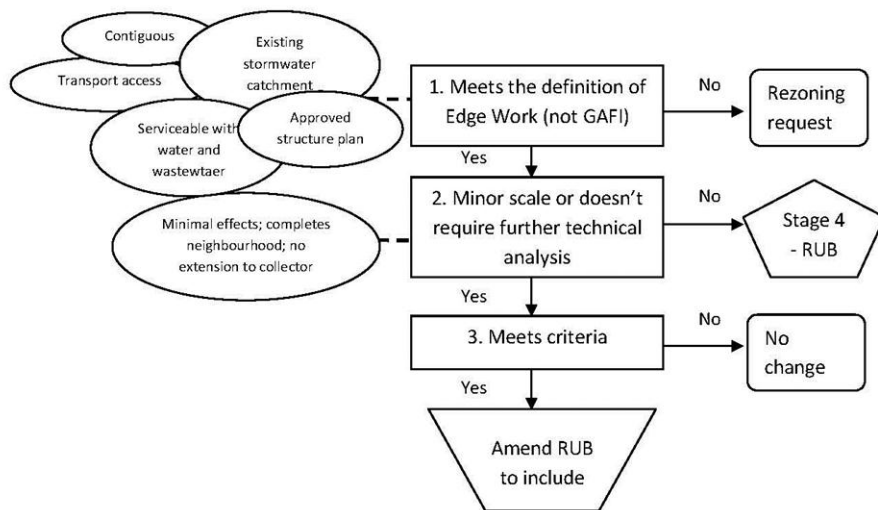 Contiguous
Existing
stormwater
catchment
Transport access
Approved
structure plan
Serviceable with
water and
wastewtaer
Minimal effects; completes
neighbourhood; no
extension to collector
1. Meets the definition of
Edge Work (not GAFI)
No
Rezoning
request
Yes
2. Minor scale or doesn't
require further technical
analysis
No
Stage 4
- RUB
Yes
3. Meets criteria
No
No
change
Yes
Amend RUB
to include